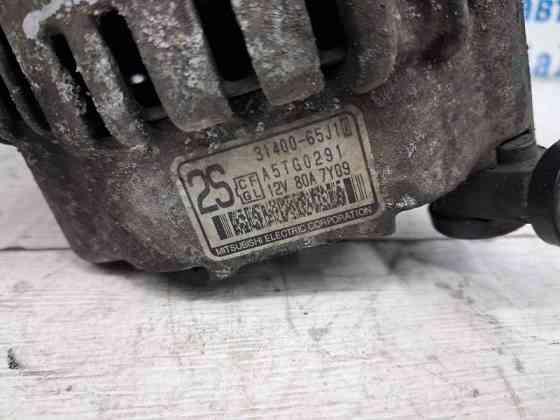 31400-65J1
2S
A5TG0291
12V 80A 7Y09
MITSUBISHI ELECTRIC CORPORATION